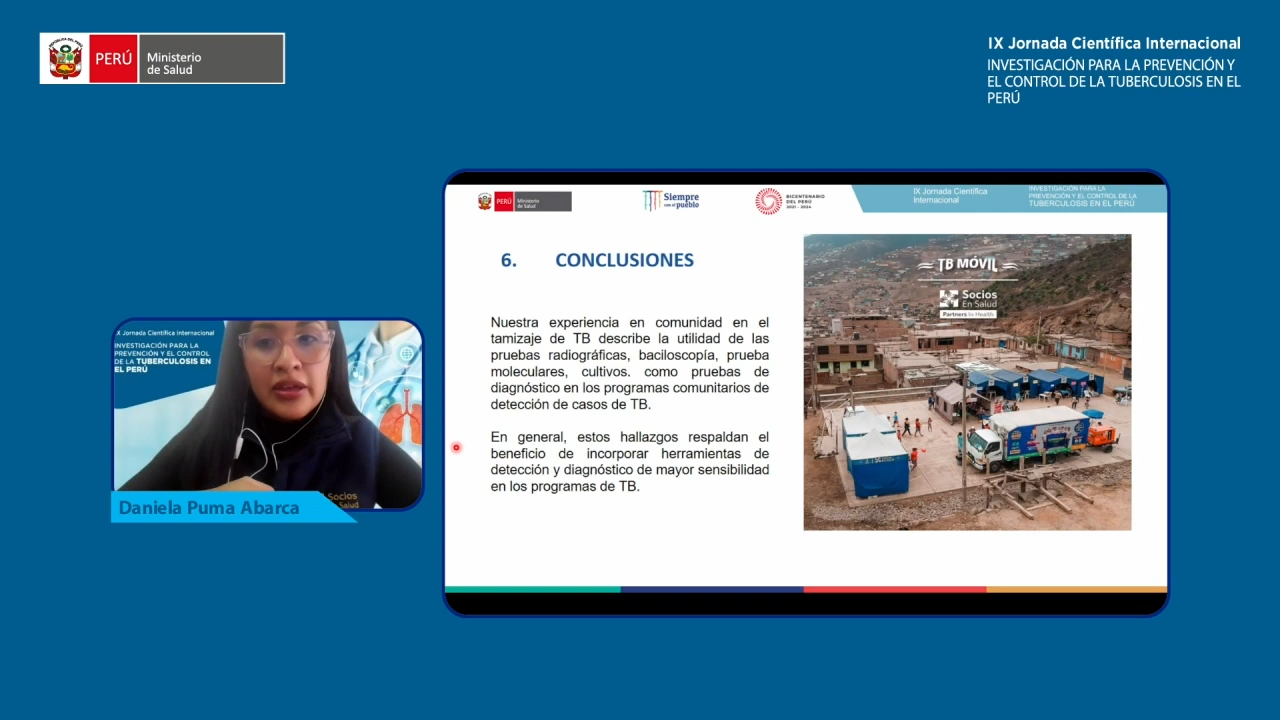 PERÚ
Ministerio
de Salud
IX Jornada Científica Internacional
INVESTIGACIÓN PARA LA PREVENCIÓN Y
EL CONTROL DE LA TUBERCULOSIS EN EL
PERÚ
PERÚ
Ministerio
de Salud
Siempre
con el pueblo
BICENTENARIO
DEL PERÚ
2021 - 2024
IX Jornada Científica
Internacional
INVESTIGACIÓN PARA LA
PREVENCIÓN Y EL CONTROL DE LA
TUBERCULOSIS EN EL PERÚ
6. CONCLUSIONES
Nuestra experiencia en comunidad en el
tamizaje de TB describe la utilidad de las
pruebas radiográficas, baciloscopía, prueba
moleculares, cultivos. como pruebas de
diagnóstico en los programas comunitarios de
detección de casos de TB.
En general, estos hallazgos respaldan el
beneficio de incorporar herramientas de
detección y diagnóstico de mayor sensibilidad
en los programas de TB.
TB MÓVIL
Socios
En Salud
Partners In Health
IX Jornada Científica Internacional
INVESTIGACIÓN PARA LA
PREVENCIÓN Y EL CONTROL
DE LA TUBERCULOSIS EN
EL PERÚ
Socios
Salud
Daniela Puma Abarca